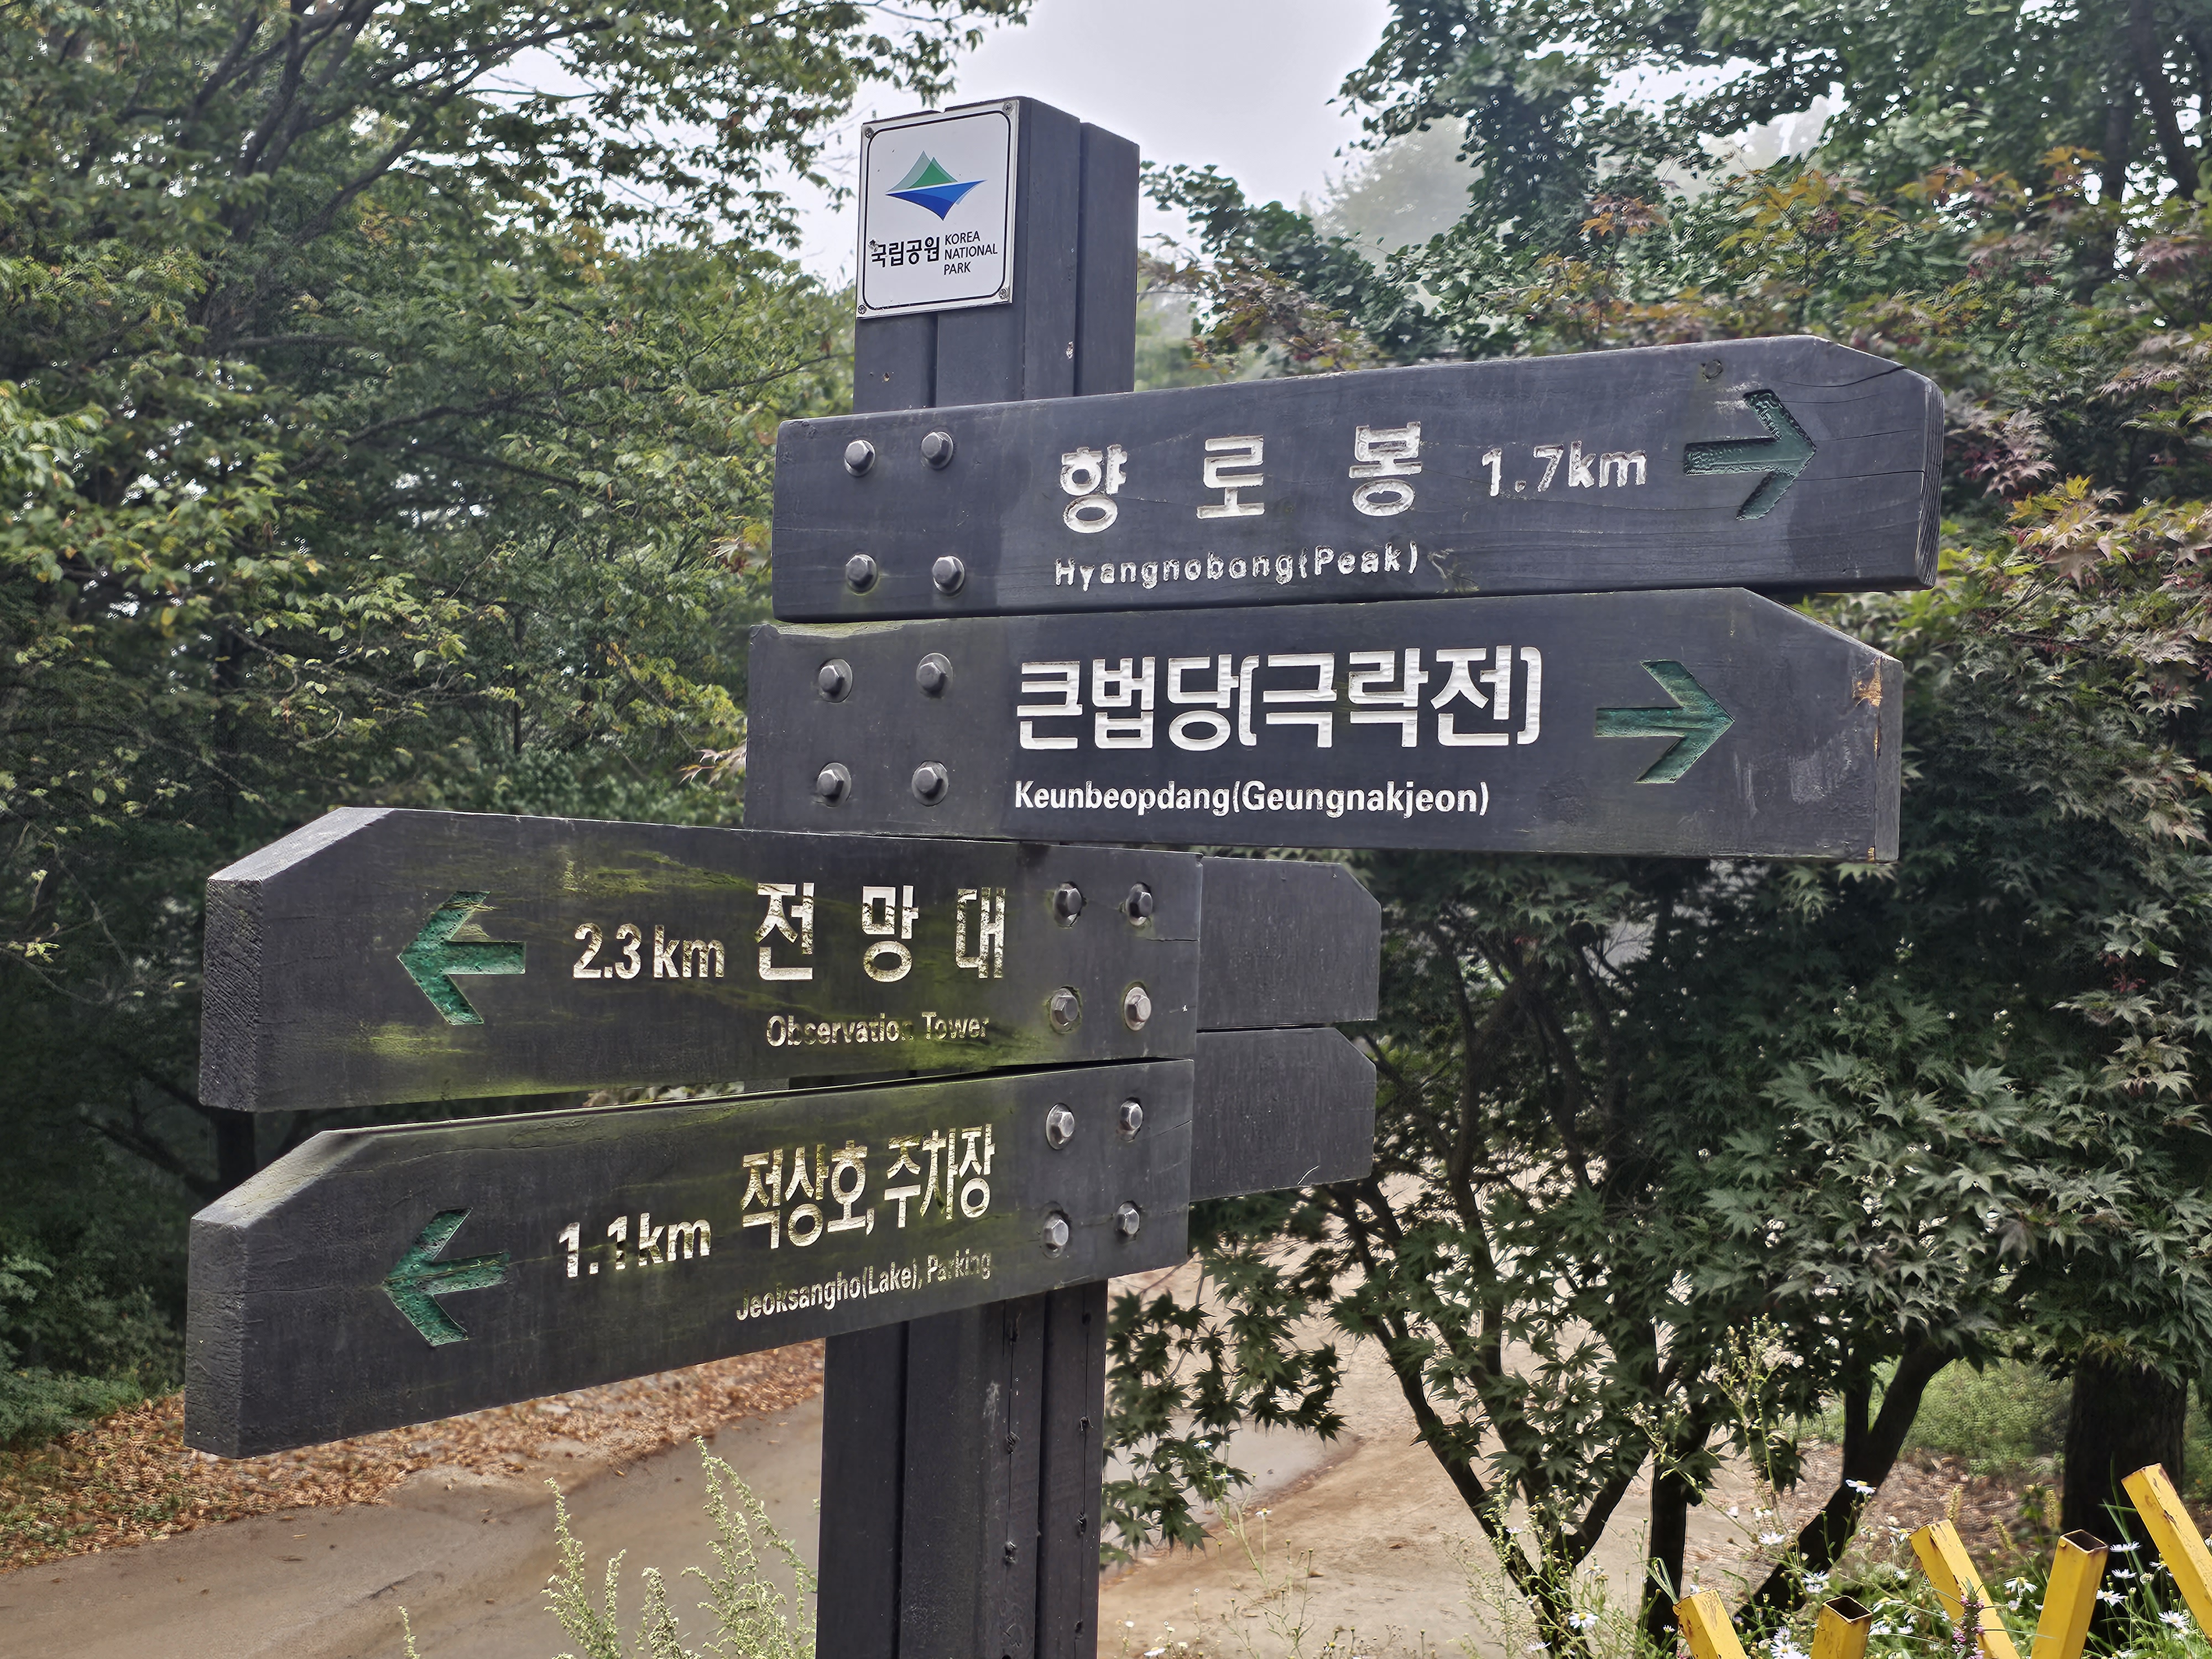 국립공원 KOREA NATIONAL PARK
향로봉 1.7km
Hyangnobong(Peak)
큰법당(극락전)
Keunbeopdang(Geungnakjeon)
2.3 km 전망대
Observation Tower
1.1km 적상호, 주차장
Jeoksangho(Lake), Parking